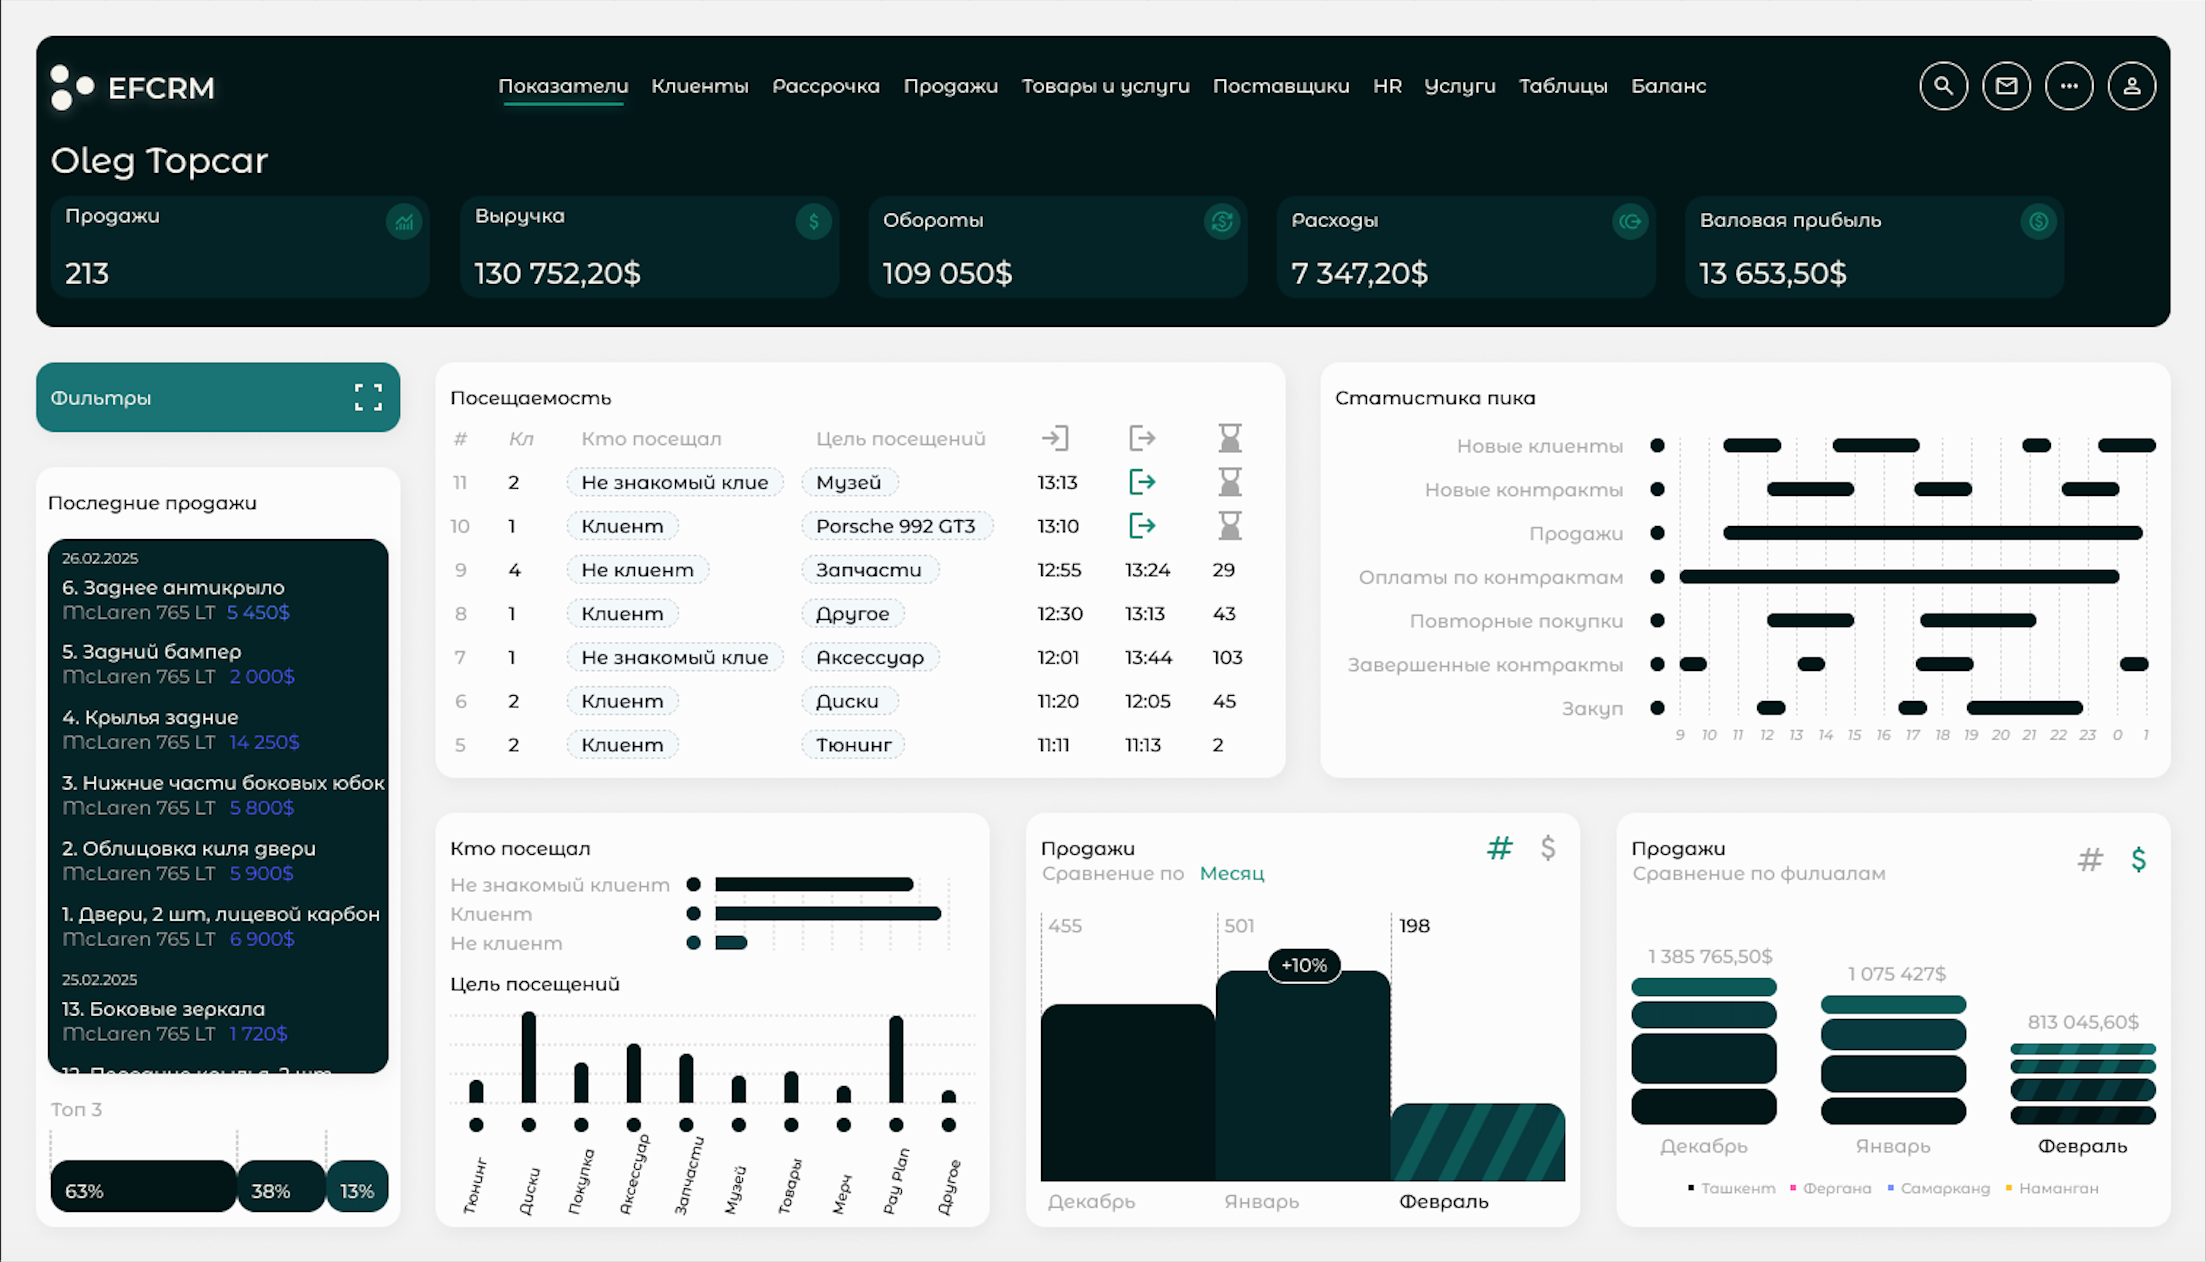 EFCRM
Показатели Клиенты Рассрочка Продажи Товары и услуги Поставщики HR Услуги Таблицы Баланс
Oleg Topcar
Продажи
213
Выручка
130 752,20$
Обороты
109 050$
Расходы
7 347,20$
Валовая прибыль
13 653,50$
Фильтры
Последние продажи
26.02.2025
6. Заднее антикрыло
McLaren 765 LT 5 450$
5. Задний бампер
McLaren 765 LT 2 000$
4. Крылья задние
McLaren 765 LT 14 250$
3. Нижние части боковых юбок
McLaren 765 LT 5 800$
2. Облицовка киля двери
McLaren 765 LT 5 900$
1. Двери, 2 шт, лицевой карбон
McLaren 765 LT 6 900$
25.02.2025
13. Боковые зеркала
McLaren 765 LT 1 720$
Топ 3
63% 38% 13%
Посещаемость
# Кл Кто посещал Цель посещений
11 2 Не знакомый клие Музей 13:13
10 1 Клиент Porsche 992 GT3 13:10
9 4 Не клиент Запчасти 12:55 13:24 29
8 1 Клиент Другое 12:30 13:13 43
7 1 Не знакомый клие Аксессуар 12:01 13:44 103
6 2 Клиент Диски 11:20 12:05 45
5 2 Клиент Тюнинг 11:11 11:13 2
Статистика пика
Новые клиенты
Новые контракты
Продажи
Оплаты по контрактам
Повторные покупки
Завершенные контракты
Закуп
9 10 11 12 13 14 15 16 17 18 19 20 21 22 23 0 1
Кто посещал
Не знакомый клиент
Клиент
Не клиент
Цель посещений
Тюнинг Диски Покупка Аксессуар Запчасти Музей Товары Мерч Pay Plan Другое
Продажи
# $
Сравнение по Месяц
455 501 198
+10%
Декабрь Январь Февраль
Продажи
# $
Сравнение по филиалам
1 385 765,50$
1 075 427$
813 045,60$
Декабрь Январь Февраль
Ташкент Фергана Самарканд Наманган